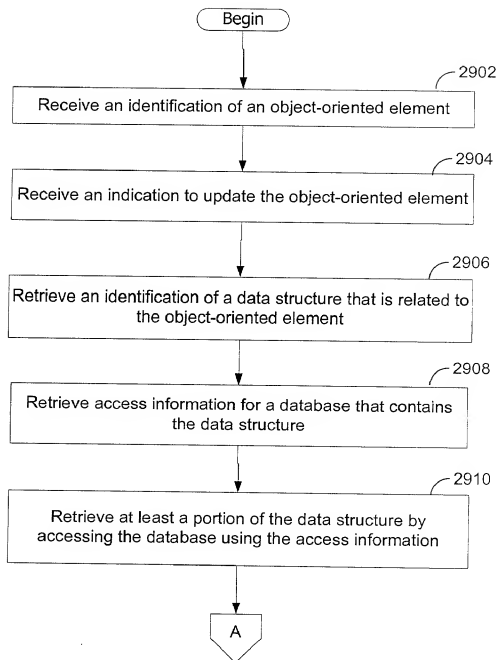 Begin
2902
Receive an identification of an object-oriented element
2904
Receive an indication to update the object-oriented element
2906
Retrieve an identification of a data structure that is related to
the object-oriented element
2908
Retrieve access information for a database that contains
the data structure
2910
Retrieve at least a portion of the data structure by
accessing the database using the access information
A